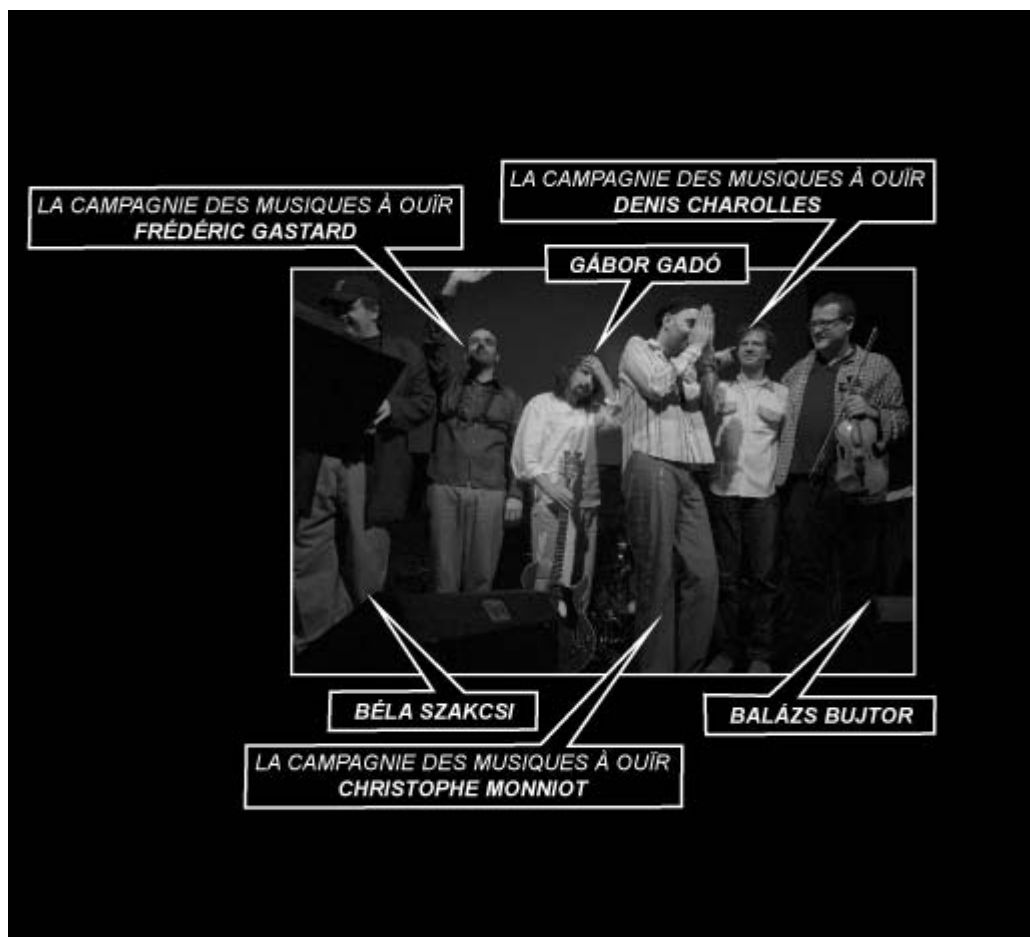 LA CAMPAGNIE DES MUSIQUES À OUÏR
DENIS CHAROLLES
LA CAMPAGNIE DES MUSIQUES À OUÏR
FRÉDÉRIC GASTARD
GÁBOR GADÓ
BÉLA SZAKCSI
BALÁZS BUJTOR
LA CAMPAGNIE DES MUSIQUES À OUÏR
CHRISTOPHE MONNIOT